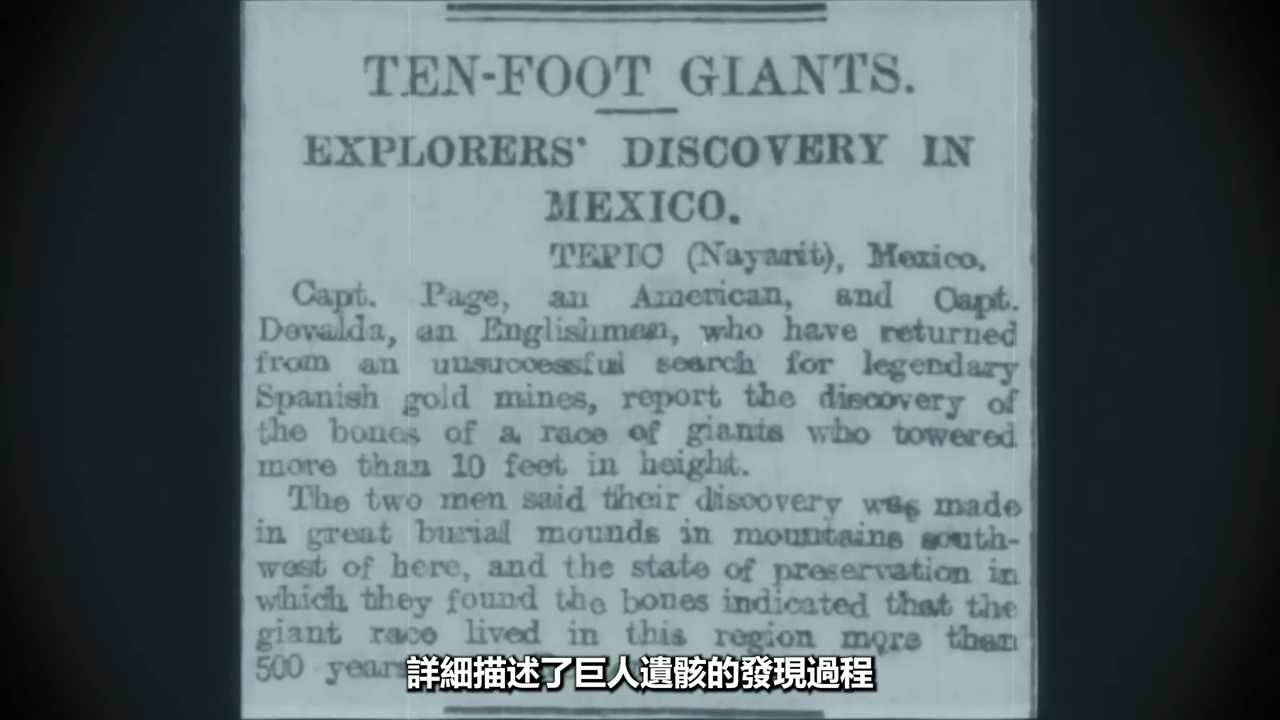 TEN-FOOT GIANTS.
EXPLORERS' DISCOVERY IN
MEXICO.
TEPIC (Nayarit), Mexico.
Capt. Page, an American, and Capt.
Devalda, an Englishman, who have returned
from an unsuccessful search for legendary
Spanish gold mines, report the discovery of
the bones of a race of giants who towered
more than 10 feet in height.
The two men said their discovery was made
in great burial mounds in mountains south-
west of here, and the state of preservation in
which they found the bones indicated that the
giant race lived in this region more than
500 years
詳細描述了巨人遺骸的發現過程